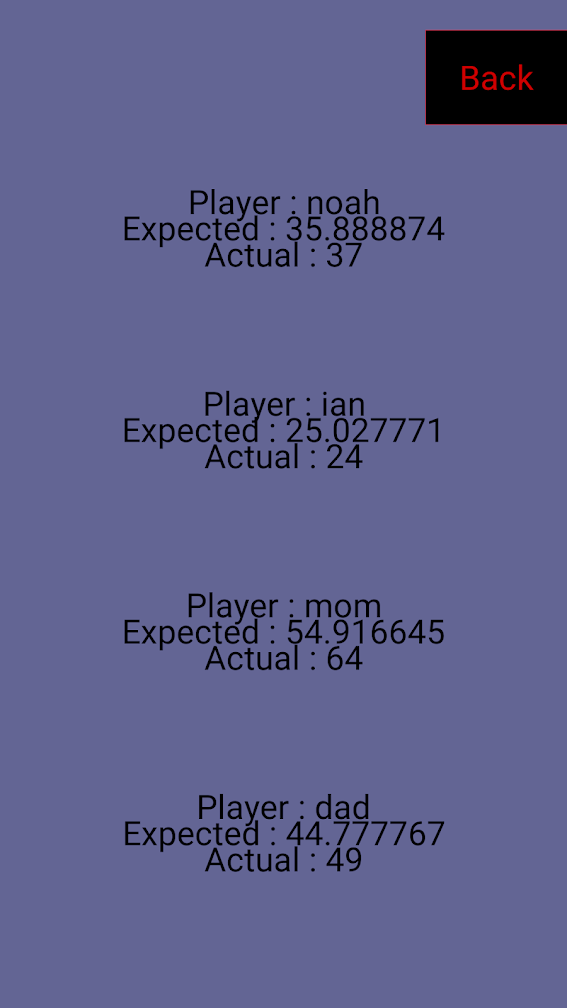 Back
Player : noah
Expected : 35.888874
Actual : 37
Player : ian
Expected : 25.027771
Actual : 24
Player : mom
Expected : 54.916645
Actual : 64
Player : dad
Expected : 44.777767
Actual : 49